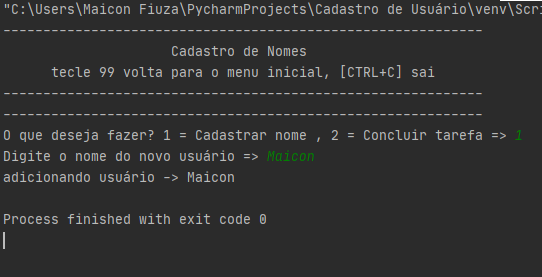 "C:\Users\Maicon Fiuza\PycharmProjects\Cadastro de Usuário\venv\Scri
------------------------------------------------------------
Cadastro de Nomes
tecle 99 volta para o menu inicial, [CTRL+C] sai
------------------------------------------------------------
------------------------------------------------------------
O que deseja fazer? 1 = Cadastrar nome , 2 = Concluir tarefa => 1
Digite o nome do novo usuário => Maicon
adicionando usuário -> Maicon
Process finished with exit code 0